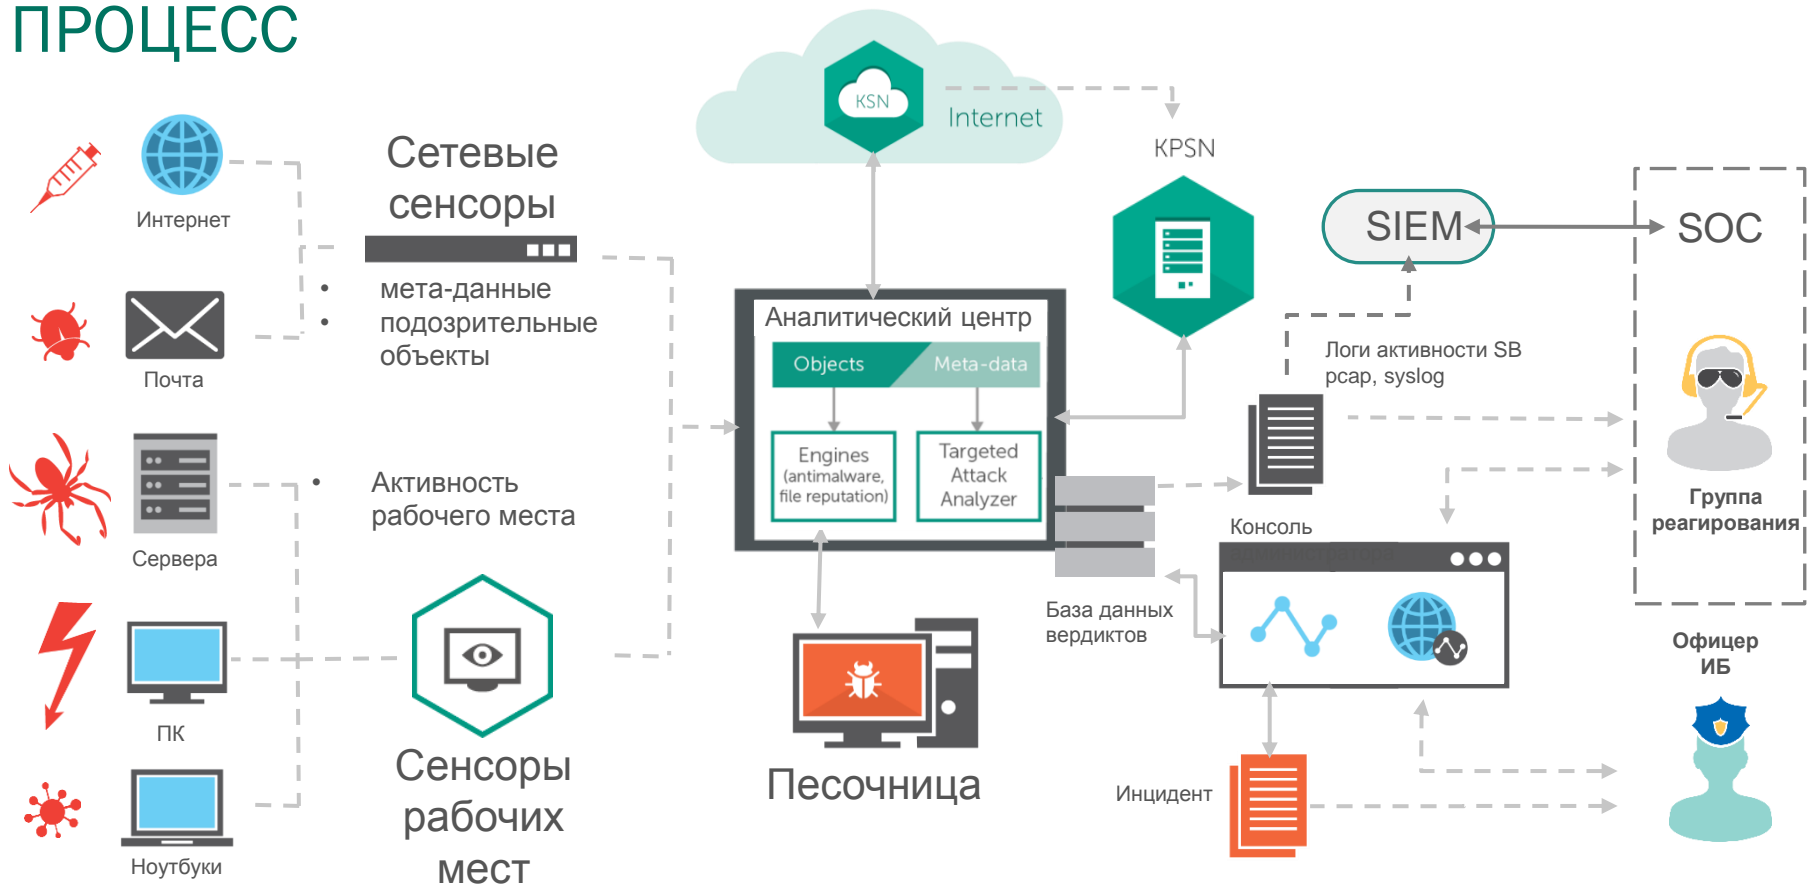 ПРОЦЕСС
Интернет
Почта
Сервера
ПК
Ноутбуки
Сетевые
сенсоры
• мета-данные
• подозрительные
объекты
• Активность
рабочего места
Сенсоры
рабочих
мест
KSN
Internet
KPSN
Аналитический центр
Objects
Meta-data
Engines
(antimalware,
file reputation)
Targeted
Attack
Analyzer
Песочница
База данных
вердиктов
SIEM
Логи активности SB
pcap, syslog
Консоль
администратора
Инцидент
SOC
Группа
реагирования
Офицер
ИБ